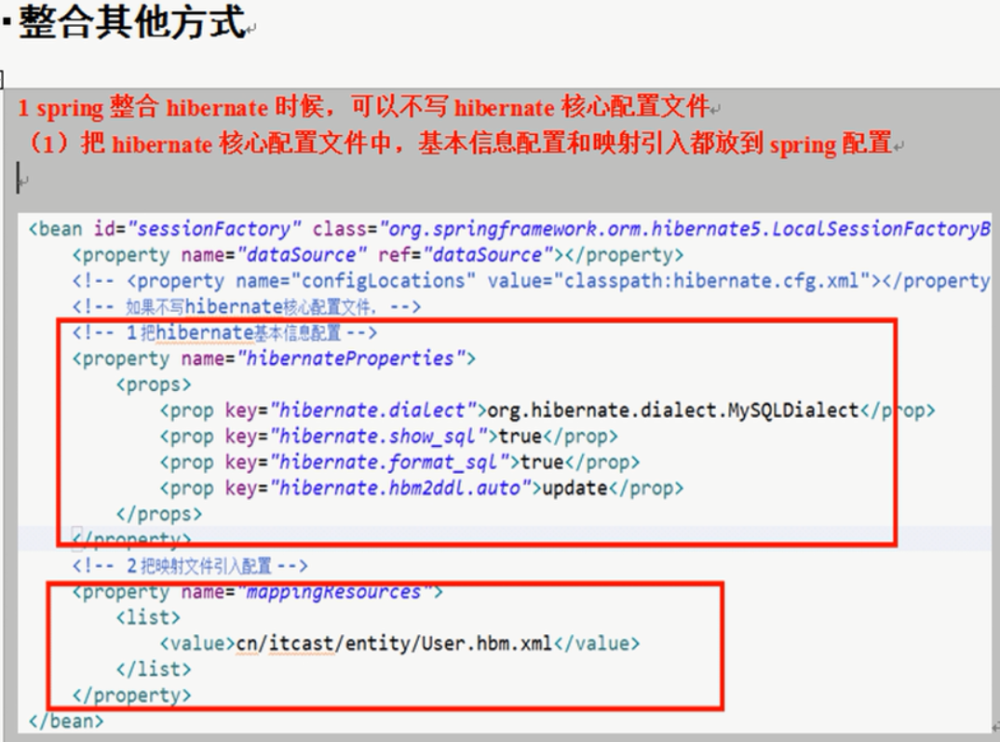 整合其他方式
1 spring 整合 hibernate 时候，可以不写 hibernate 核心配置文件
（1）把 hibernate 核心配置文件中，基本信息配置和映射引入都放到 spring 配置
<bean id="sessionFactory" class="org.springframework.orm.hibernate5.LocalSessionFactoryB
<property name="dataSource" ref="dataSource"></property>
<!-- <property name="configLocations" value="classpath:hibernate.cfg.xml"></property
<!-- 如果不写hibernate核心配置文件， -->
<!-- 1 把hibernate基本信息配置 -->
<property name="hibernateProperties">
<props>
<prop key="hibernate.dialect">org.hibernate.dialect.MySQLDialect</prop>
<prop key="hibernate.show_sql">true</prop>
<prop key="hibernate.format_sql">true</prop>
<prop key="hibernate.hbm2ddl.auto">update</prop>
</props>
</property>
<!-- 2 把映射文件引入配置 -->
<property name="mappingResources">
<list>
<value>cn/itcast/entity/User.hbm.xml</value>
</list>
</property>
</bean>